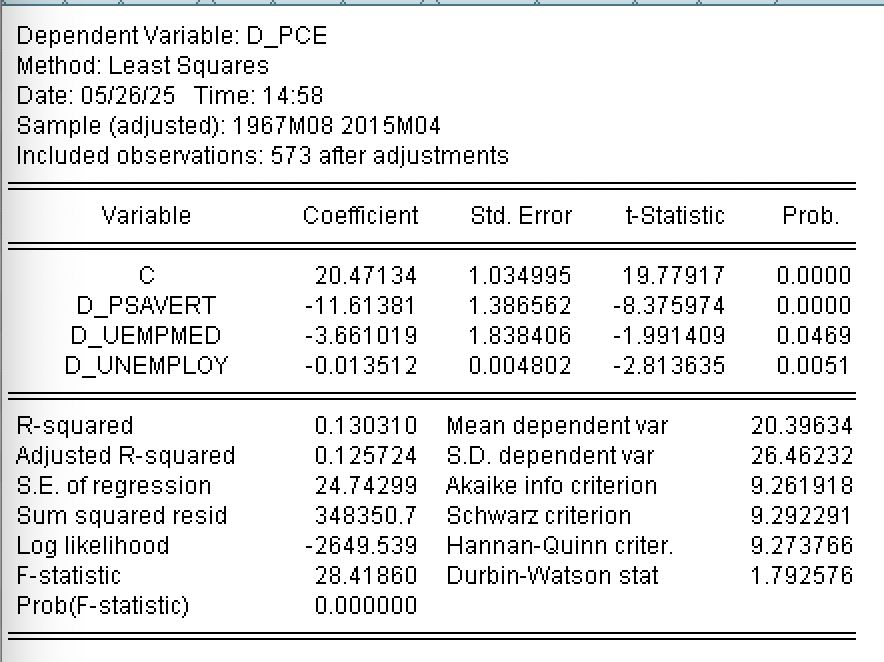 Dependent Variable: D_PCE
Method: Least Squares
Date: 05/26/25 Time: 14:58
Sample (adjusted): 1967M08 2015M04
Included observations: 573 after adjustments
Variable Coefficient Std. Error t-Statistic Prob.
C 20.47134 1.034995 19.77917 0.0000
D_PSAVERT -11.61381 1.386562 -8.375974 0.0000
D_UEMPMED -3.661019 1.838406 -1.991409 0.0469
D_UNEMPLOY -0.013512 0.004802 -2.813635 0.0051
R-squared 0.130310 Mean dependent var 20.39634
Adjusted R-squared 0.125724 S.D. dependent var 26.46232
S.E. of regression 24.74299 Akaike info criterion 9.261918
Sum squared resid 348350.7 Schwarz criterion 9.292291
Log likelihood -2649.539 Hannan-Quinn criter. 9.273766
F-statistic 28.41860 Durbin-Watson stat 1.792576
Prob(F-statistic) 0.000000